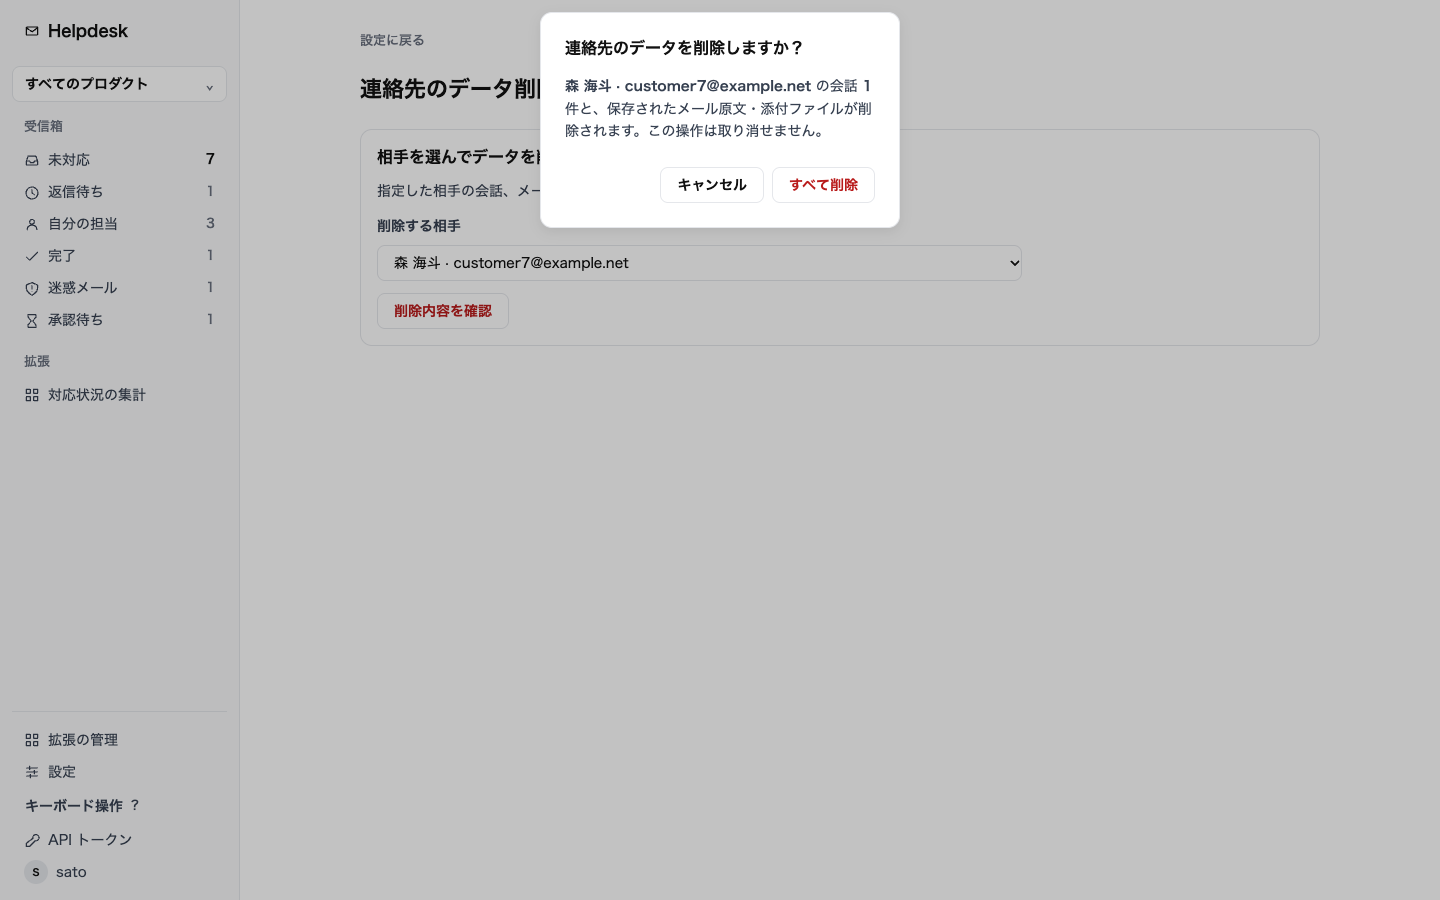 Helpdesk
すべてのプロダクト
受信箱
未対応 7
返信待ち 1
自分の担当 3
完了 1
迷惑メール 1
承認待ち 1
拡張
対応状況の集計
拡張の管理
設定
キーボード操作 ?
API トークン
S sato
設定に戻る
連絡先のデータ削
相手を選んでデータを
指定した相手の会話、メー
削除する相手
森 海斗 · customer7@example.net
削除内容を確認
連絡先のデータを削除しますか？
森 海斗 · customer7@example.net の会話 1
件と、保存されたメール原文・添付ファイルが削
除されます。この操作は取り消せません。
キャンセル
すべて削除